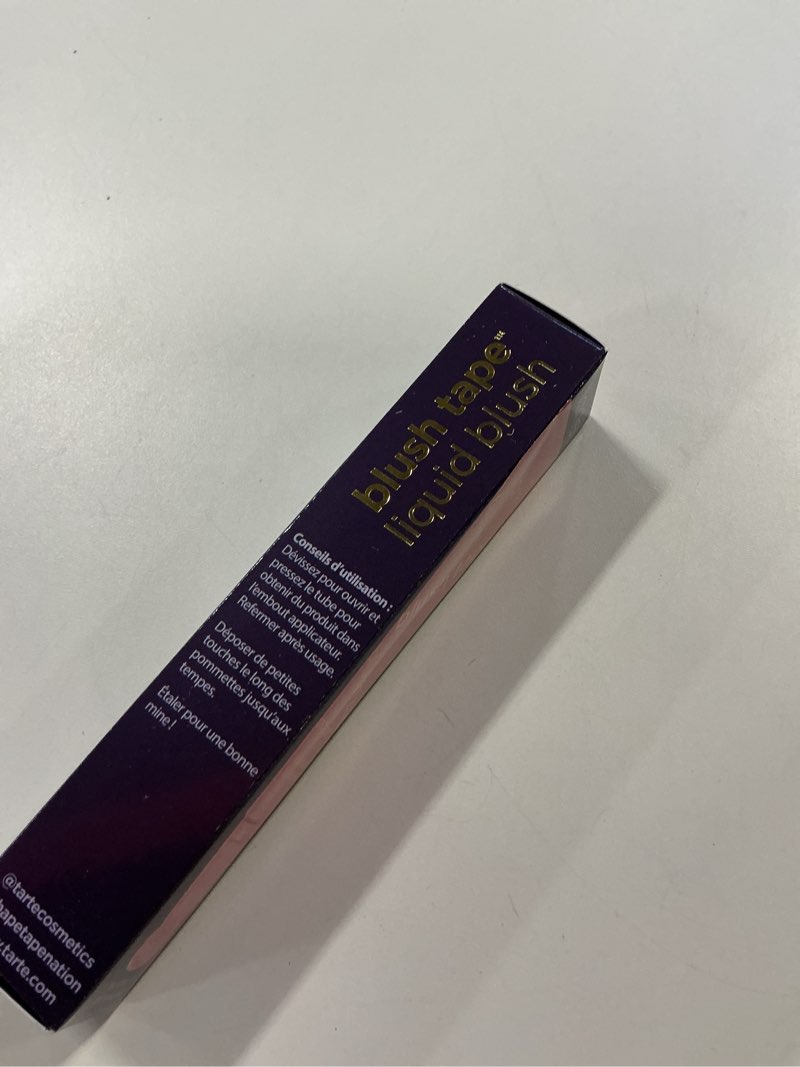 blush tape™
liquid blush
Conseils d'utilisation :
Dévissez pour ouvrir et
pressez le tube pour
obtenir du produit dans
l'embout applicateur.
Refermer après usage.
Déposer de petites
touches le long des
pommettes jusqu'aux
tempes.
Étaler pour une bonne
mine !
@tartecosmetics
hapetapenation
.tarte.com